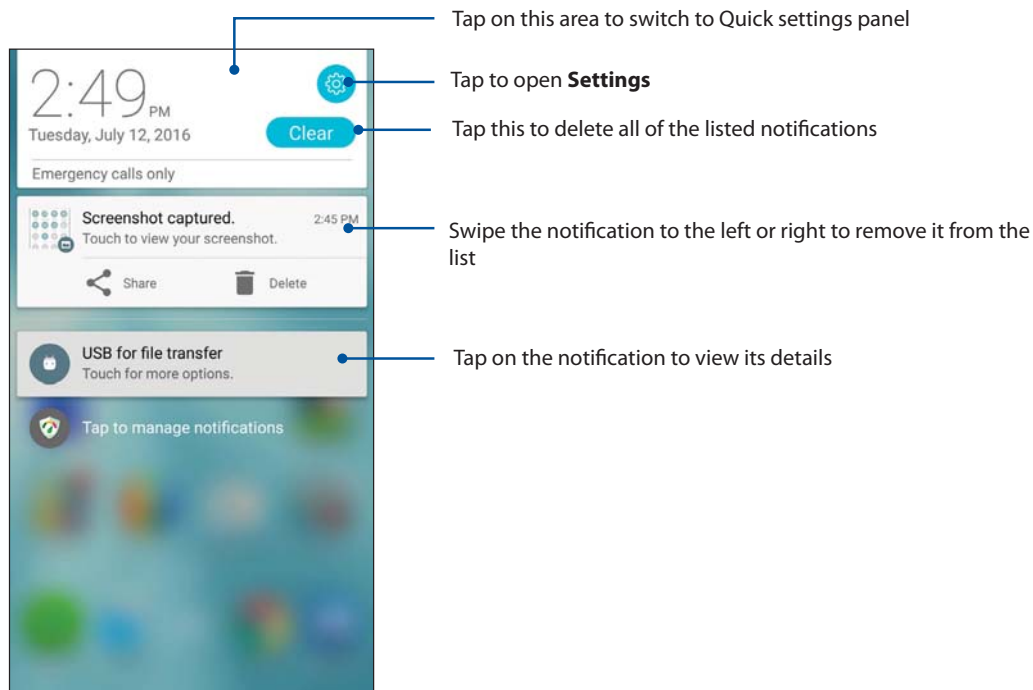 Tap on this area to switch to Quick settings panel
2:49 PM
Tap to open Settings
Tuesday, July 12, 2016
Clear
Tap this to delete all of the listed notifications
Emergency calls only
Screenshot captured.
2:45 PM
Touch to view your screenshot.
Swipe the notification to the left or right to remove it from the
list
Share
Delete
USB for file transfer
Touch for more options.
Tap on the notification to view its details
Tap to manage notifications